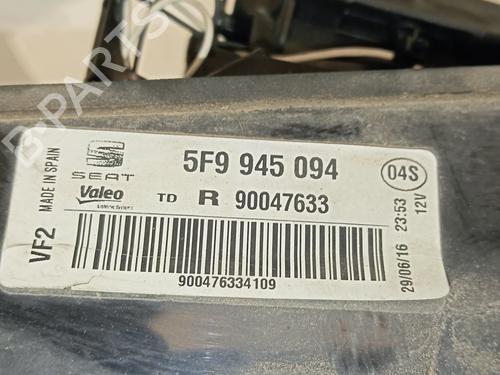 B-PARTS
SEAT
5F9 945 094
04S
Valeo
TD R 90047633
VF2
MADE IN SPAIN
900476334109
29/06/16 23:53
12V